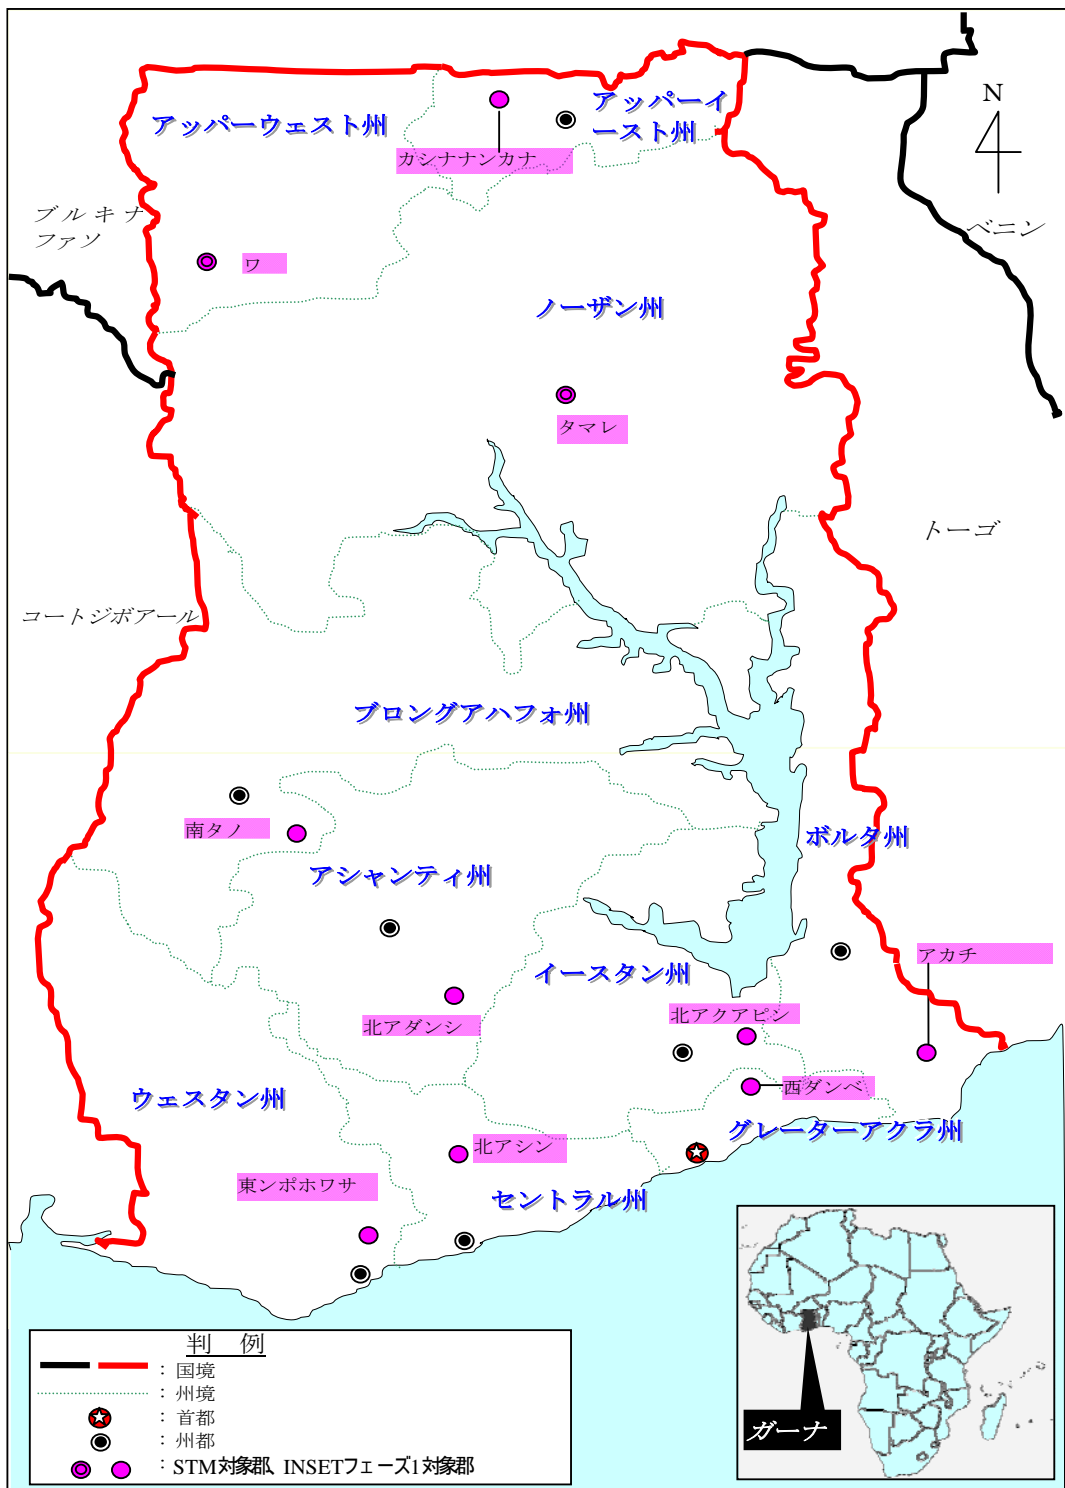 アッパーウェスト州
アッパーイ
ースト州
N
カシナナンカナ
ブルキナ
ファソ
ベニン
ワ
ノーザン州
タマレ
トーゴ
コートジボアール
ブロングアハフォ州
南タノ
ボルタ州
アシャンティ州
アカチ
イースタン州
北アダンシ
北アクアピン
西ダンベ
ウェスタン州
グレーターアクラ州
北アシン
東ンポホワサ
セントラル州
判 例
: 国境
: 州境
: 首都
: 州都
: STM対象郡、INSETフェーズ1対象郡
ガーナ